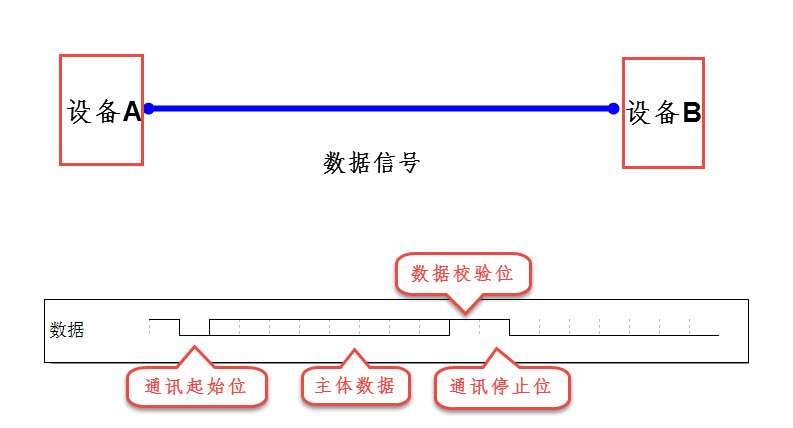 设备A
设备B
数据信号
数据校验位
数据
通讯起始位
主体数据
通讯停止位